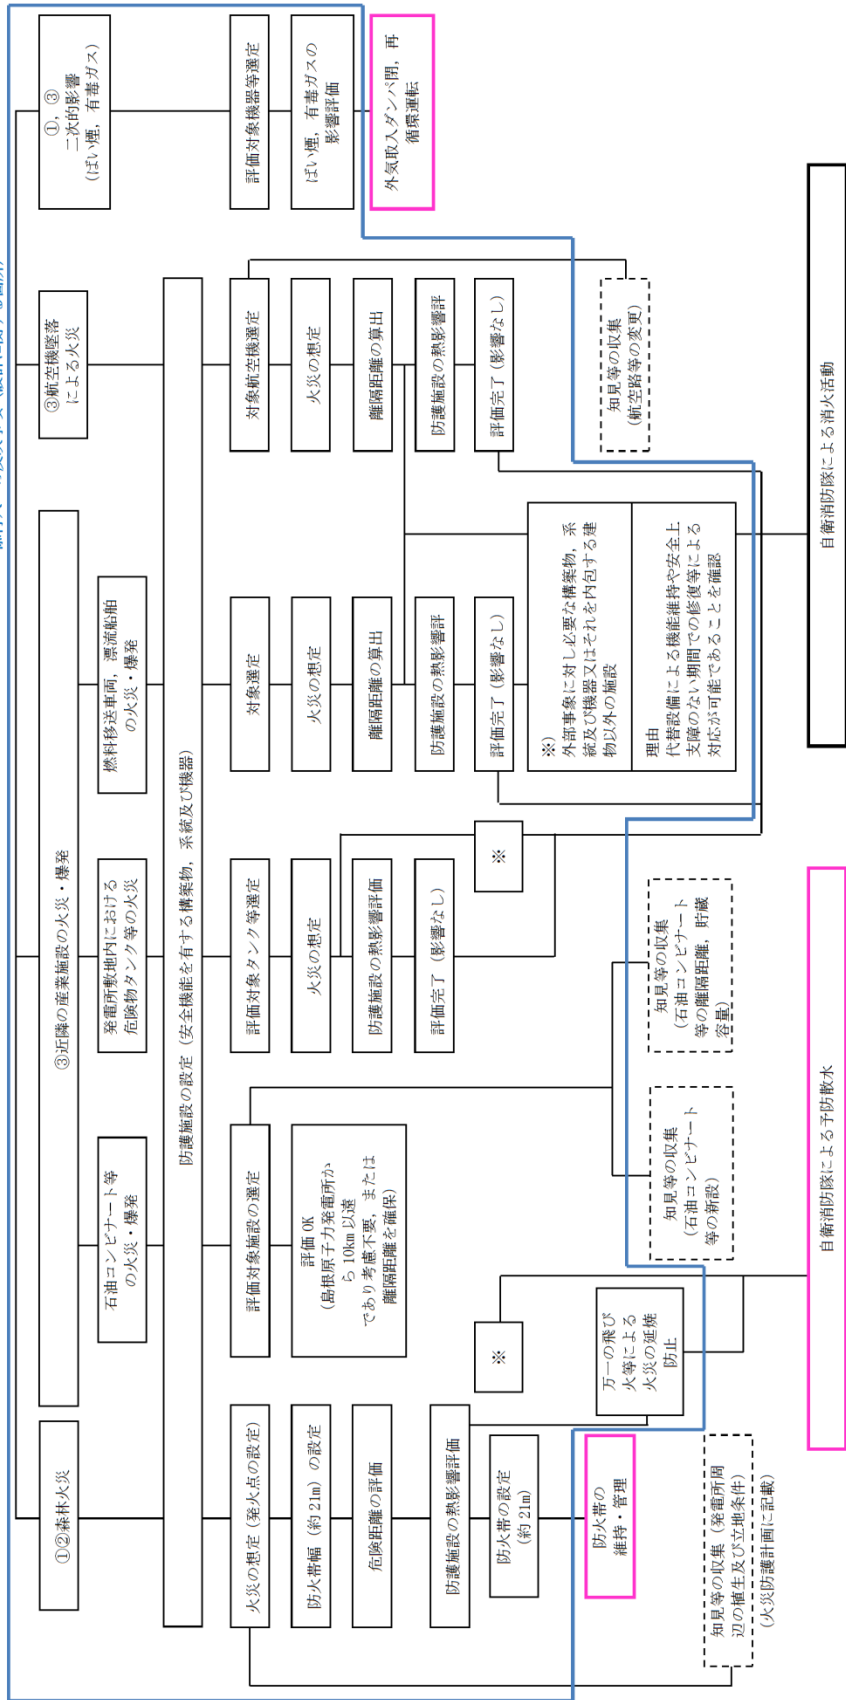 ①②森林火災
③近隣の産業施設の火災・爆発
③航空機墜落
による火災
①，③
二次的影響
（ばい煙，有毒ガス）
石油コンビナート等
の火災・爆発
発電所敷地内における
危険物タンク等の火災
燃料移送車両，漂流船舶
の火災・爆発
防護施設の設定（安全機能を有する構築物，系統及び機器）
火災の想定（発火点の設定）
防火帯幅（約 21m）の設定
危険距離の評価
防護施設の熱影響評価
防火帯の設定
（約 21m）
防火帯の
維持・管理
知見等の収集（発電所周
辺の植生及び立地条件）
（火災防護計画に記載）
※
万一の飛び
火等による
火災の延焼
防止
評価対象施設の選定
評価 OK
（島根原子力発電所か
ら 10km 以遠
であり考慮不要，または
離隔距離を確保）
知見等の収集
（石油コンビナート
等の新設）
知見等の収集
（石油コンビナート
等の離隔距離，貯蔵
容量）
評価対象タンク等選定
火災の想定
防護施設の熱影響評価
評価完了（影響なし）
※
対象選定
火災の想定
離隔距離の算出
防護施設の熱影響評
評価完了（影響なし）
※）
外部事象に対し必要な構築物，系
統及び機器又はそれを内包する建
物以外の施設
理由
代替設備による機能維持や安全上
支障のない期間での修復等による
対応が可能であることを確認
対象航空機選定
火災の想定
離隔距離の算出
防護施設の熱影響評
評価完了（影響なし）
知見等の収集
（航空路等の変更）
評価対象機器等選定
ばい煙，有毒ガスの
影響評価
外気取入ダンパ閉，再
循環運転
自衛消防隊による予防散水
自衛消防隊による消火活動